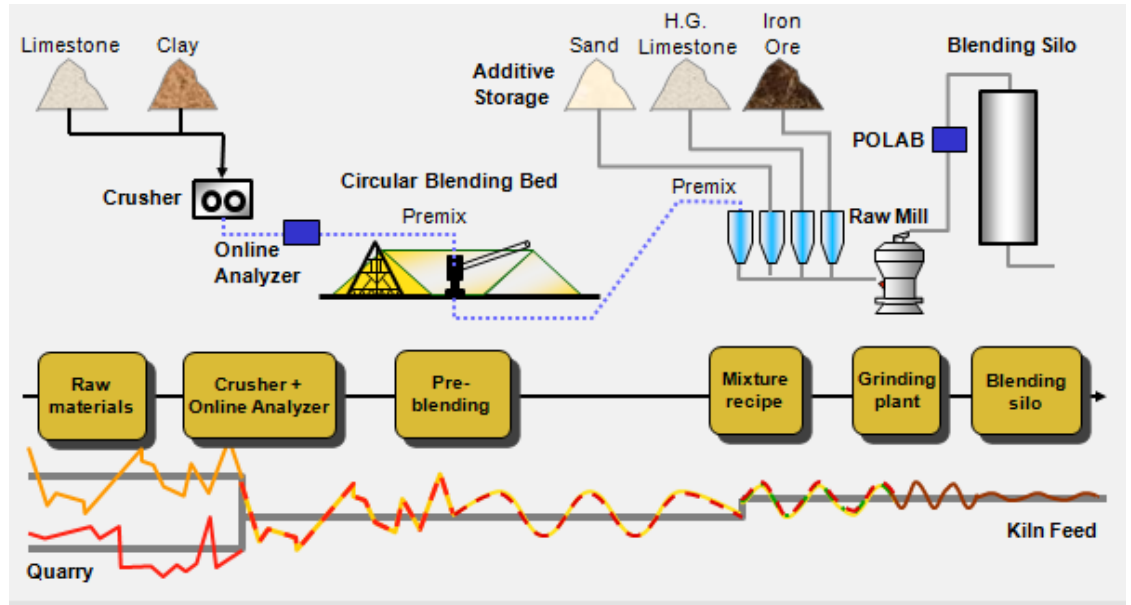 Limestone
Clay
Crusher
Online
Analyzer
Circular Blending Bed
Premix
Additive
Storage
Sand
H.G.
Limestone
Iron
Ore
Premix
Raw Mill
POLAB
Blending Silo
Raw
materials
Crusher +
Online Analyzer
Pre-
blending
Mixture
recipe
Grinding
plant
Blending
silo
Quarry
Kiln Feed